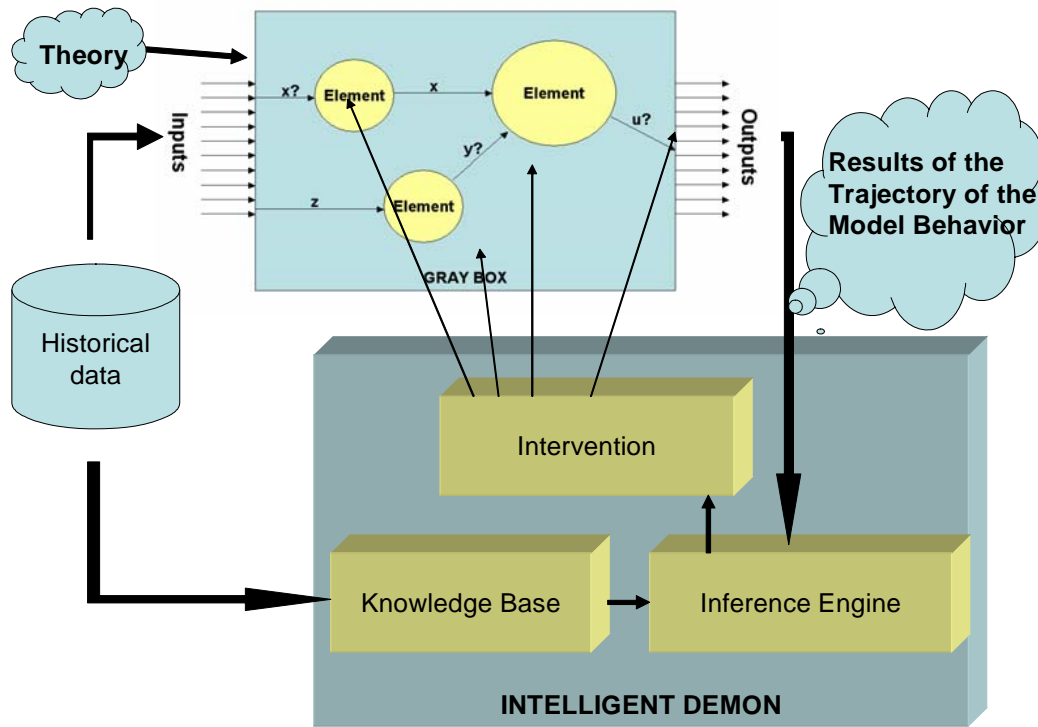 Theory
Inputs
x?
Element
x
Element
u?
y?
z
Element
GRAY BOX
Outputs
Results of the
Trajectory of the
Model Behavior
Historical
data
Intervention
Knowledge Base
Inference Engine
INTELLIGENT DEMON